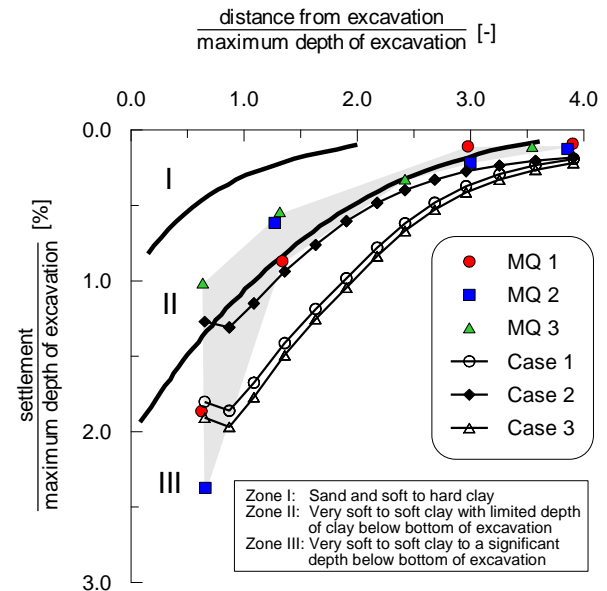 distance from excavation
maximum depth of excavation [-]
0.0 1.0 2.0 3.0 4.0
0.0
1.0
2.0
3.0
settlement
maximum depth of excavation [%]
I
II
III
MQ 1
MQ 2
MQ 3
Case 1
Case 2
Case 3
Zone I: Sand and soft to hard clay
Zone II: Very soft to soft clay with limited depth
of clay below bottom of excavation
Zone III: Very soft to soft clay to a significant
depth below bottom of excavation